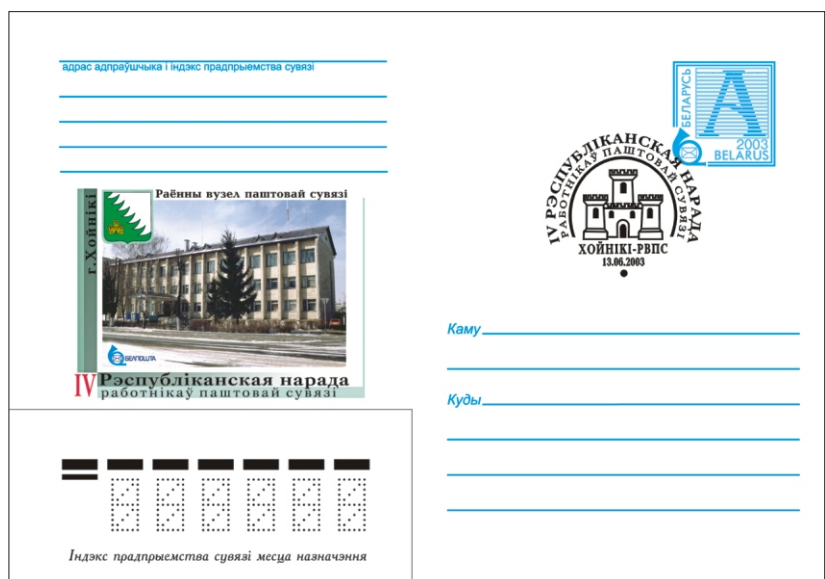 адрас адпраўшчыка і індэкс прадпрыемства сувязі
г.Хойнікі
Раённы вузел паштовай сувязі
БЕЛПОШТА
IV Рэспубліканская нарада
работнікаў паштовай сувязі
БЕЛАРУСЬ
А
2003
BELARUS
IV РЭСПУБЛІКАНСКАЯ НАРАДА
РАБОТНІКАЎ ПАШТОВАЙ СУВЯЗІ
ХОЙНІКІ-РВПС
13.06.2003
Каму
Куды
Індэкс прадпрыемства сувязі месца назначэння